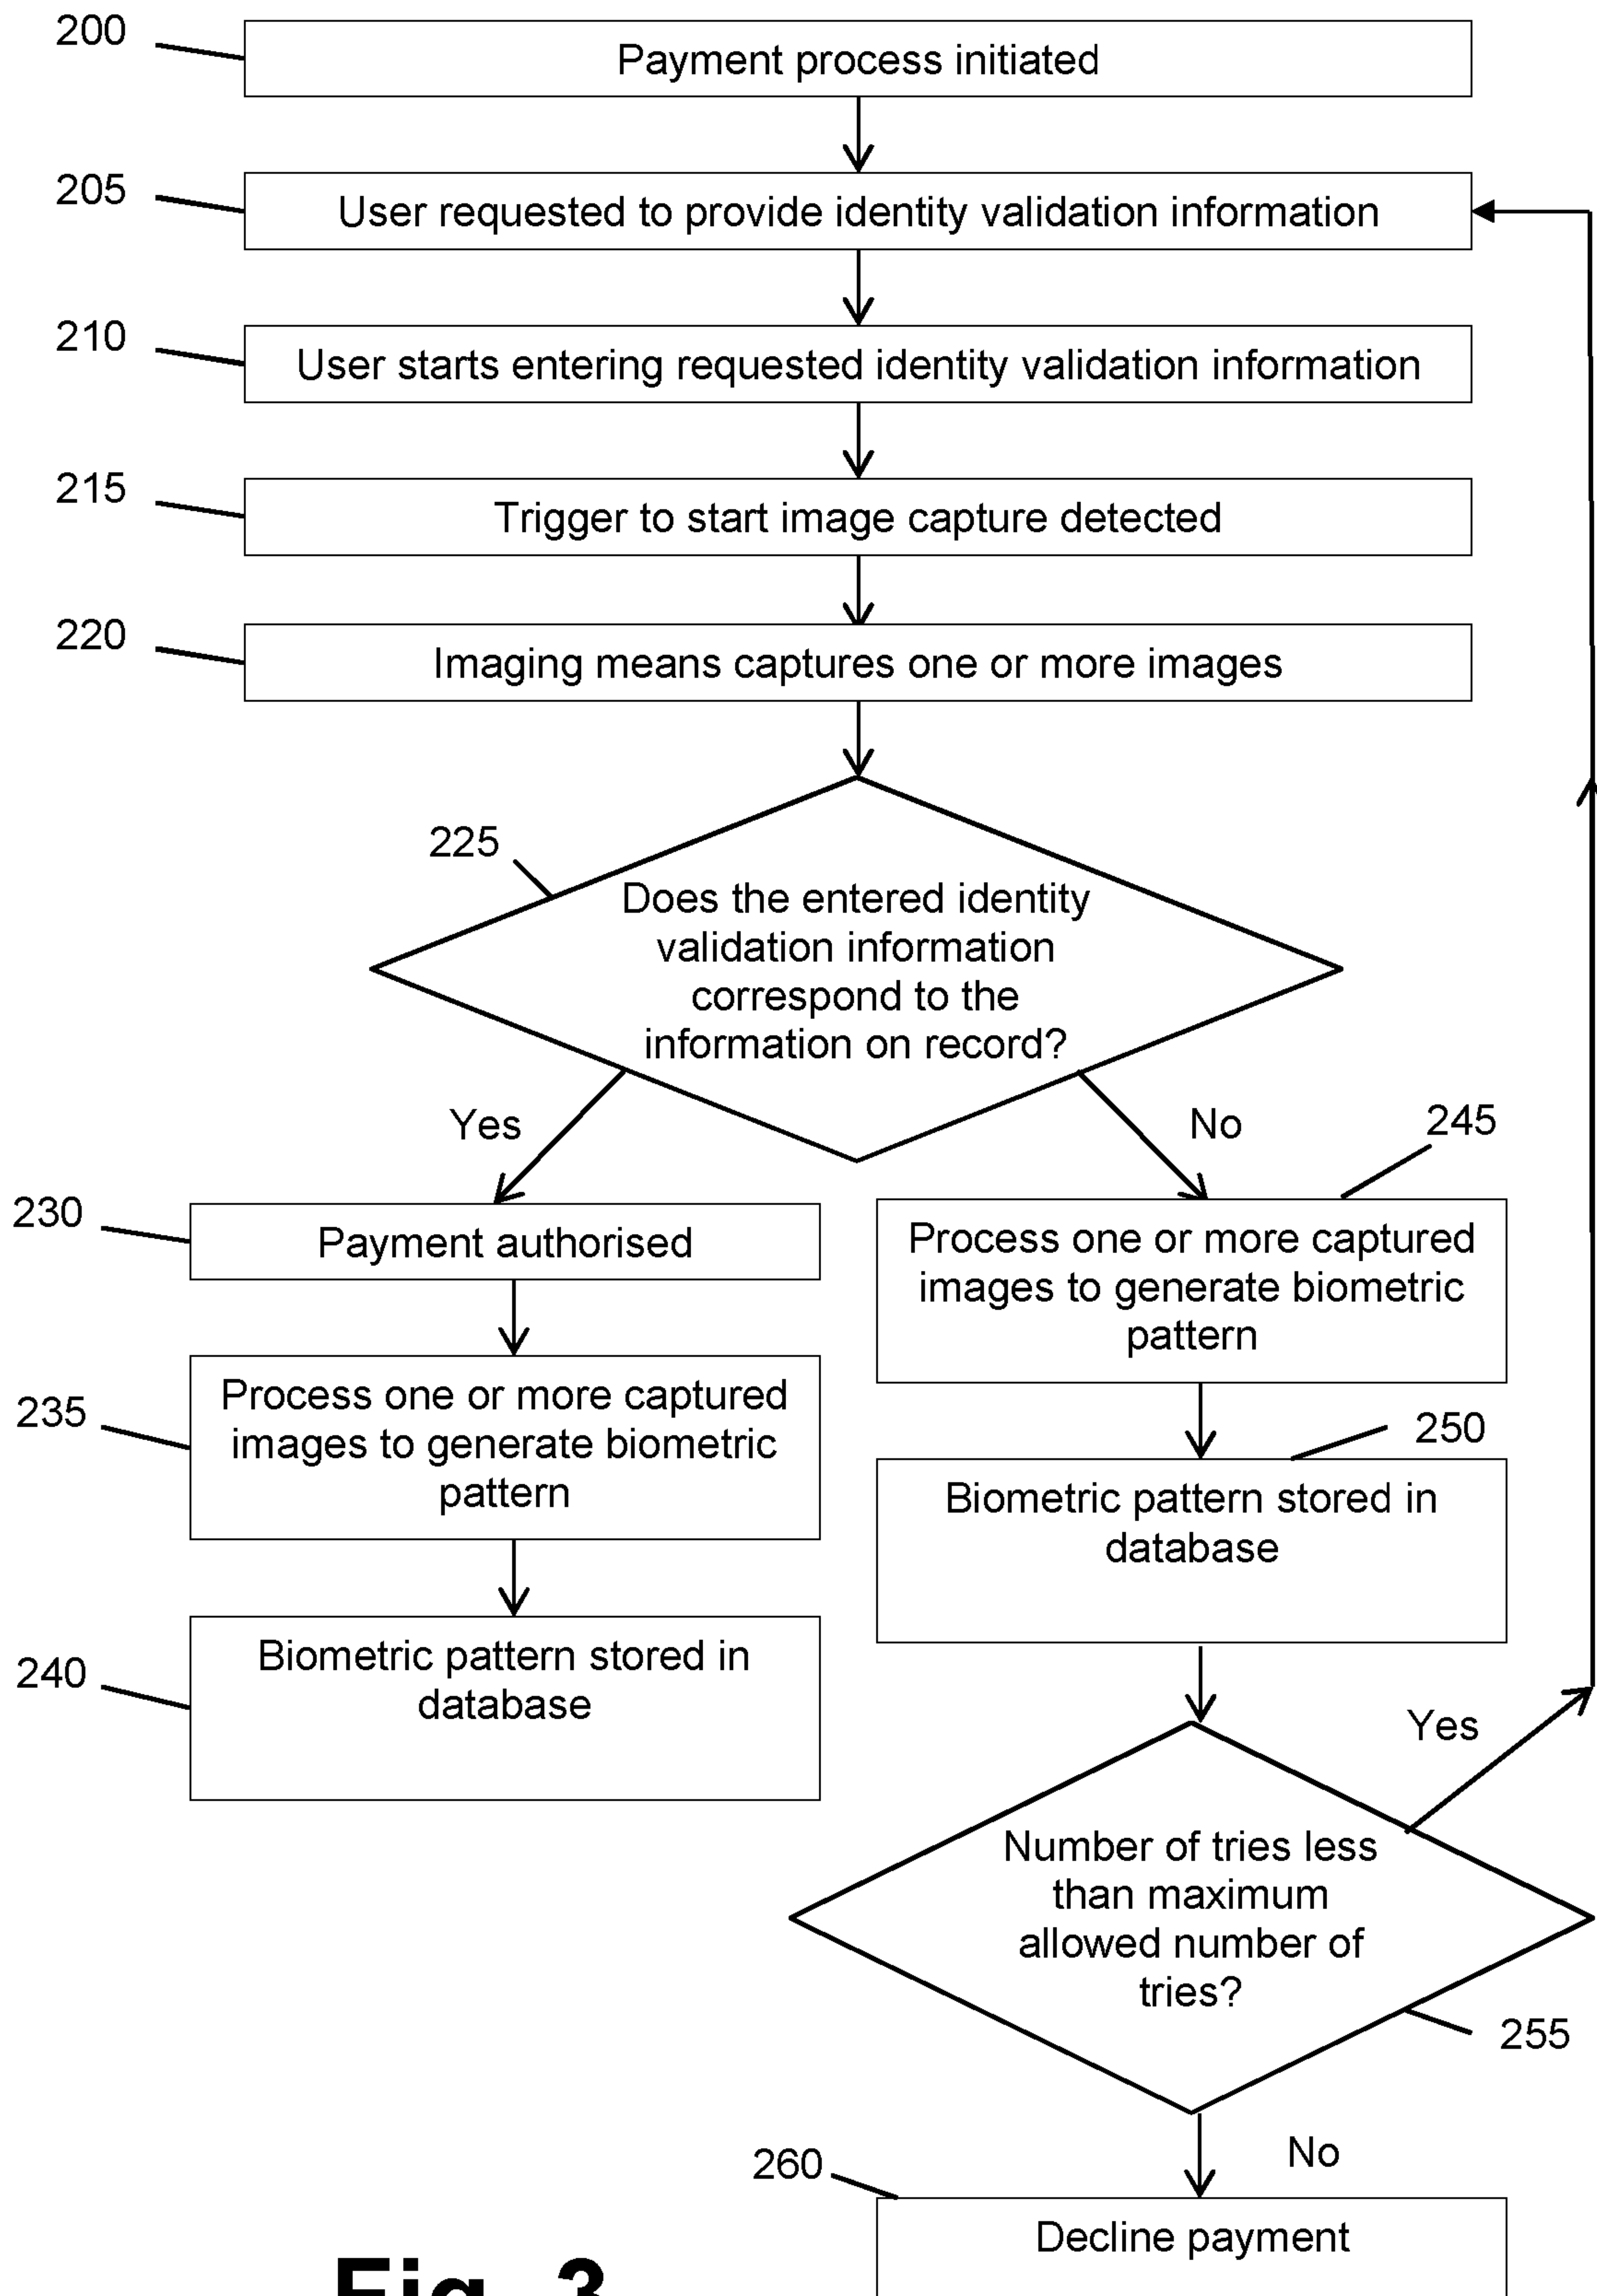 200
Payment process initiated
205
User requested to provide identity validation information
210
User starts entering requested identity validation information
215
Trigger to start image capture detected
220
Imaging means captures one or more images
225
Does the entered identity
validation information
correspond to the
information on record?
Yes
No
245
230
Payment authorised
Process one or more captured
images to generate biometric
pattern
235
Process one or more captured
images to generate biometric
pattern
250
Biometric pattern stored in
database
240
Biometric pattern stored in
database
Yes
Number of tries less
than maximum
allowed number of
tries?
255
No
260
Decline payment
Fig. 3